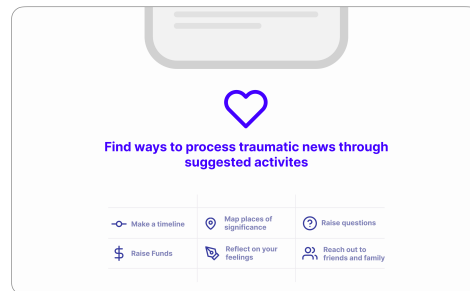 Find ways to process traumatic news through
suggested activites
Make a timeline
Map places of
significance
Raise questions
Raise Funds
Reflect on your
feelings
Reach out to
friends and family